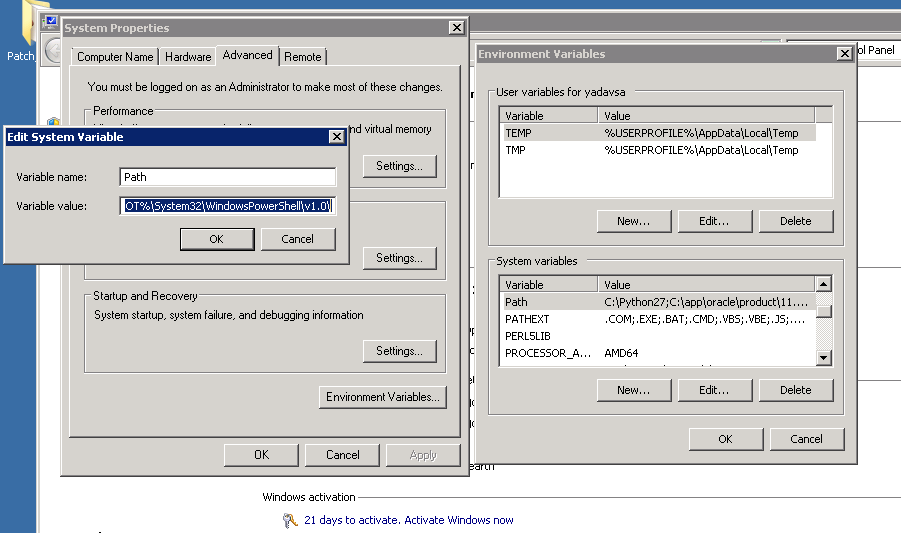 Patch
System Properties
Computer Name
Hardware
Advanced
Remote
You must be logged on as an Administrator to make most of these changes.
Performance
nd virtual memory
Settings...
Settings...
Startup and Recovery
System startup, system failure, and debugging information
Settings...
Environment Variables...
OK
Cancel
Apply
Edit System Variable
Variable name:
Path
Variable value:
OT%\System32\WindowsPowerShell\v1.0\
OK
Cancel
ol Panel
Environment Variables
User variables for yadavsa
Variable Value
TEMP %USERPROFILE%\AppData\Local\Temp
TMP %USERPROFILE%\AppData\Local\Temp
New...
Edit...
Delete
System variables
Variable Value
Path C:\Python27;C:\app\oracle\product\11....
PATHEXT .COM;.EXE;.BAT;.CMD;.VBS;.VBE;.JS;....
PERL5LIB
PROCESSOR_A... AMD64
New...
Edit...
Delete
OK
Cancel
earth
Windows activation
21 days to activate. Activate Windows now